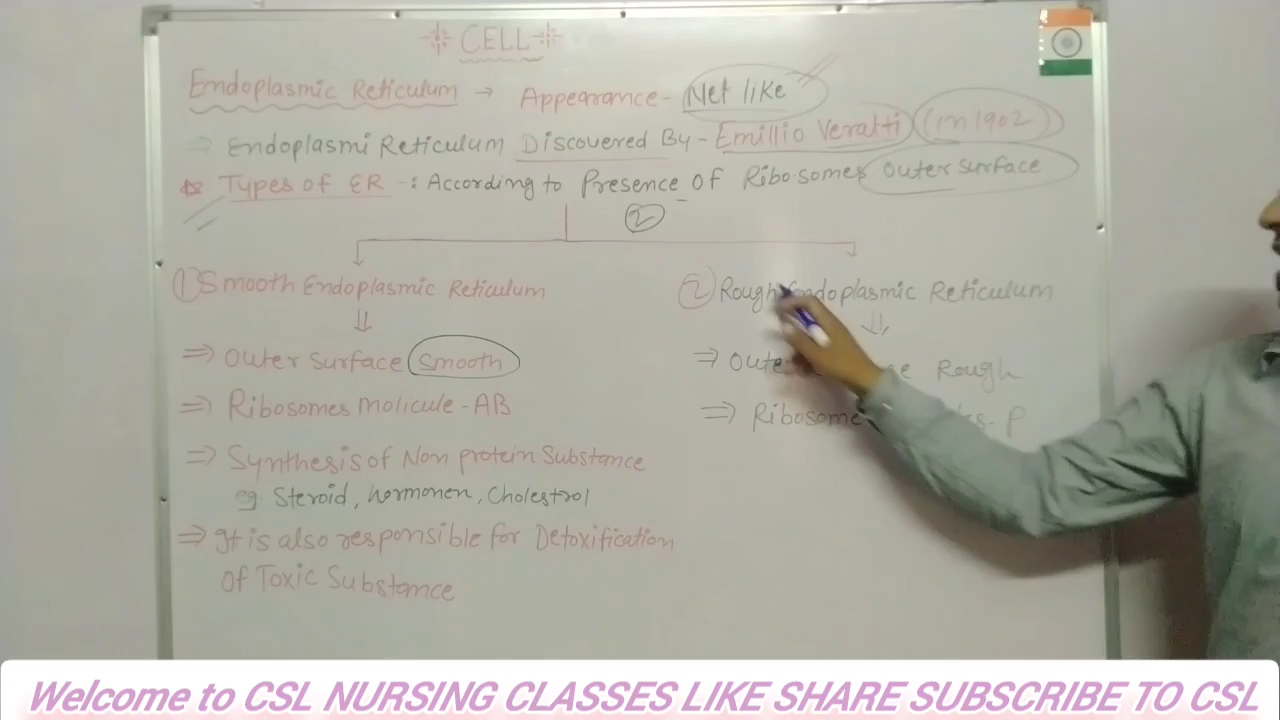 CELL
Emdoplasmic Reticulum → Appearance - Net like
⇒ Endoplasmi Reticulum Discovered By - Emillio Veratti (in 1902)
Types of ER -: According to Presence Of Ribosomes Outer surface
2
① Smooth Endoplasmic Reticulum
⇒ Outer surface Smooth
⇒ Ribosomes Molicule - AB
⇒ Synthesis of Non protein Substance
eg. Steroid, hormonen, Cholestrol
⇒ It is also responsible for Detoxification
Of Toxic Substance
② Rough Endoplasmic Reticulum
⇒ Rough
⇒ P
Welcome to CSL NURSING CLASSES LIKE SHARE SUBSCRIBE TO CSL